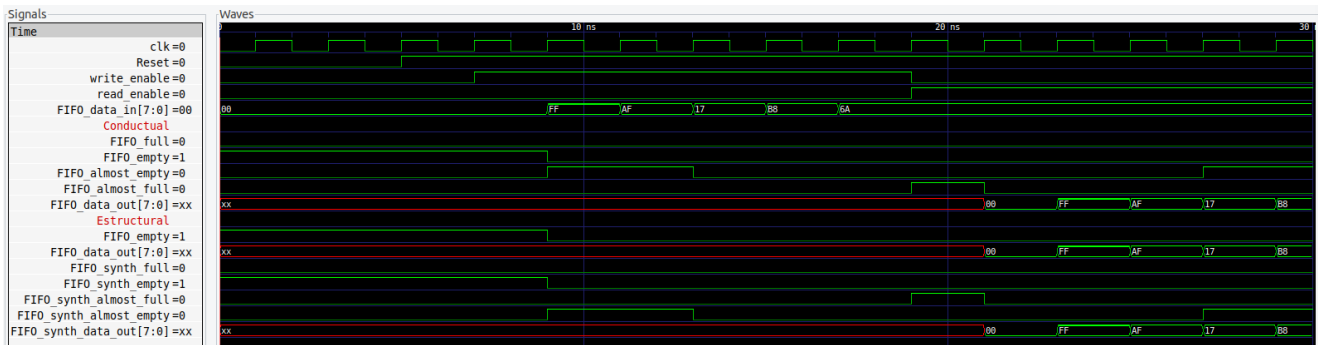 Signals
Waves
Time
0
10 ns
20 ns
30
clk=0
Reset=0
write_enable=0
read_enable=0
FIFO_data_in[7:0]=00
00
FF
AF
17
B8
6A
Conductual
FIFO_full=0
FIFO_empty=1
FIFO_almost_empty=0
FIFO_almost_full=0
FIFO_data_out[7:0]=xx
xx
00
FF
AF
17
B8
Estructural
FIFO_empty=1
FIFO_data_out[7:0]=xx
xx
00
FF
AF
17
B8
FIFO_synth_full=0
FIFO_synth_empty=1
FIFO_synth_almost_full=0
FIFO_synth_almost_empty=0
FIFO_synth_data_out[7:0]=xx
xx
00
FF
AF
17
B8